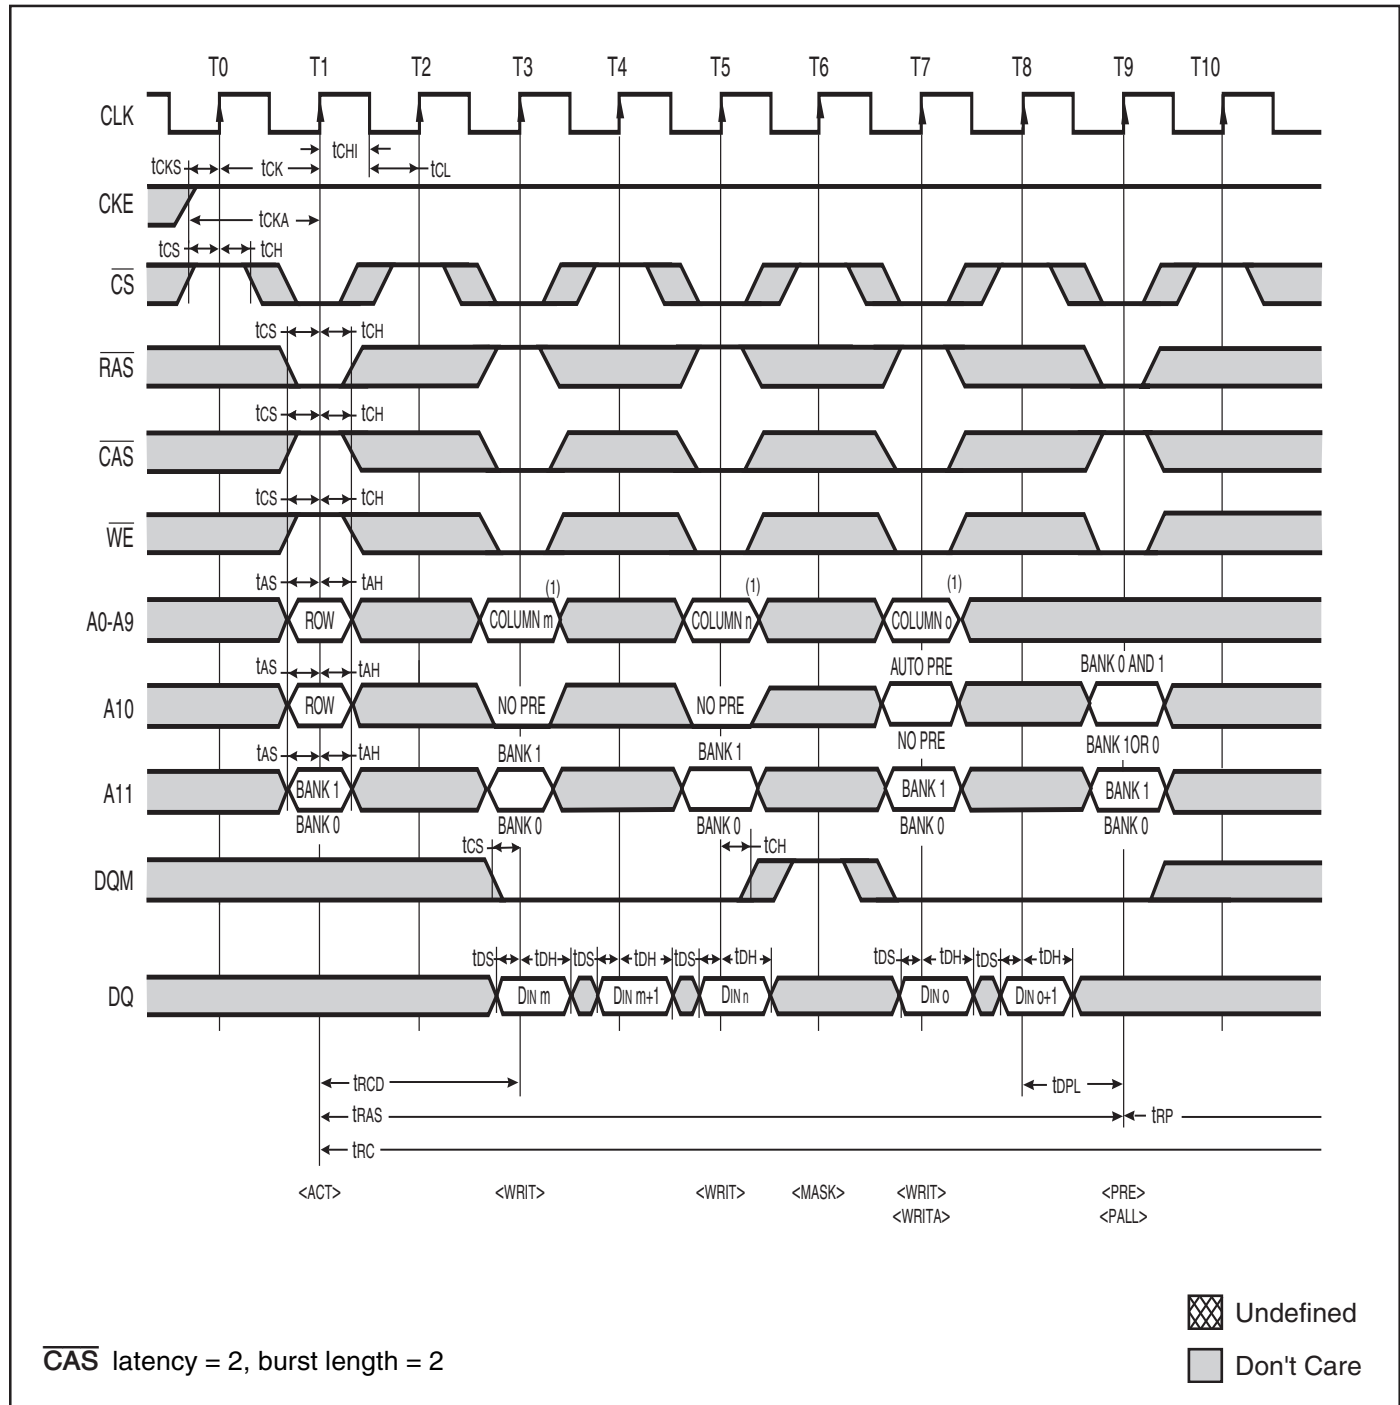 T0 T1 T2 T3 T4 T5 T6 T7 T8 T9 T10
CLK
tCHI
tCKS tCK tCL
CKE
tCKA
tCS tCH
CS
tCS tCH
RAS
tCS tCH
CAS
tCS tCH
WE
tAS tAH (1) (1) (1)
A0-A9 ROW COLUMN m COLUMN n COLUMN o
tAS tAH AUTO PRE BANK 0 AND 1
A10 ROW NO PRE NO PRE
NO PRE BANK 1OR 0
tAS tAH BANK 1 BANK 1
A11 BANK 1 BANK 1 BANK 1
BANK 0 BANK 0 BANK 0 BANK 0 BANK 0
tCS tCH
DQM
tDS tDH tDS tDH tDS tDH tDS tDH tDS tDH
DQ DIN m DIN m+1 DIN n DIN o DIN o+1
tRCD tDPL
tRAS tRP
tRC
<ACT> <WRIT> <WRIT> <MASK> <WRIT> <PRE>
<WRITA> <PALL>
Undefined
CAS latency = 2, burst length = 2
Don't Care